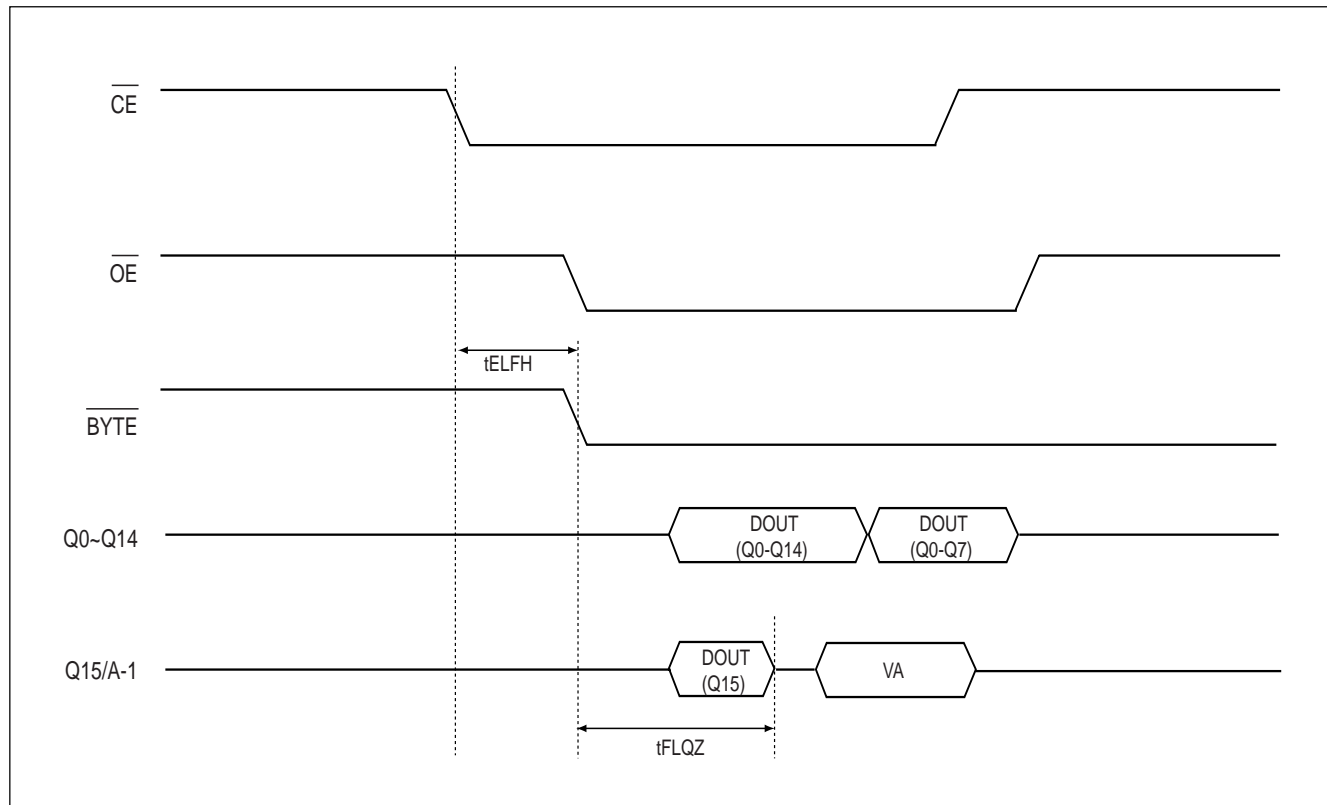 CE
OE
tELFH
BYTE
Q0~Q14
DOUT
(Q0-Q14)
DOUT
(Q0-Q7)
Q15/A-1
DOUT
(Q15)
VA
tFLQZ